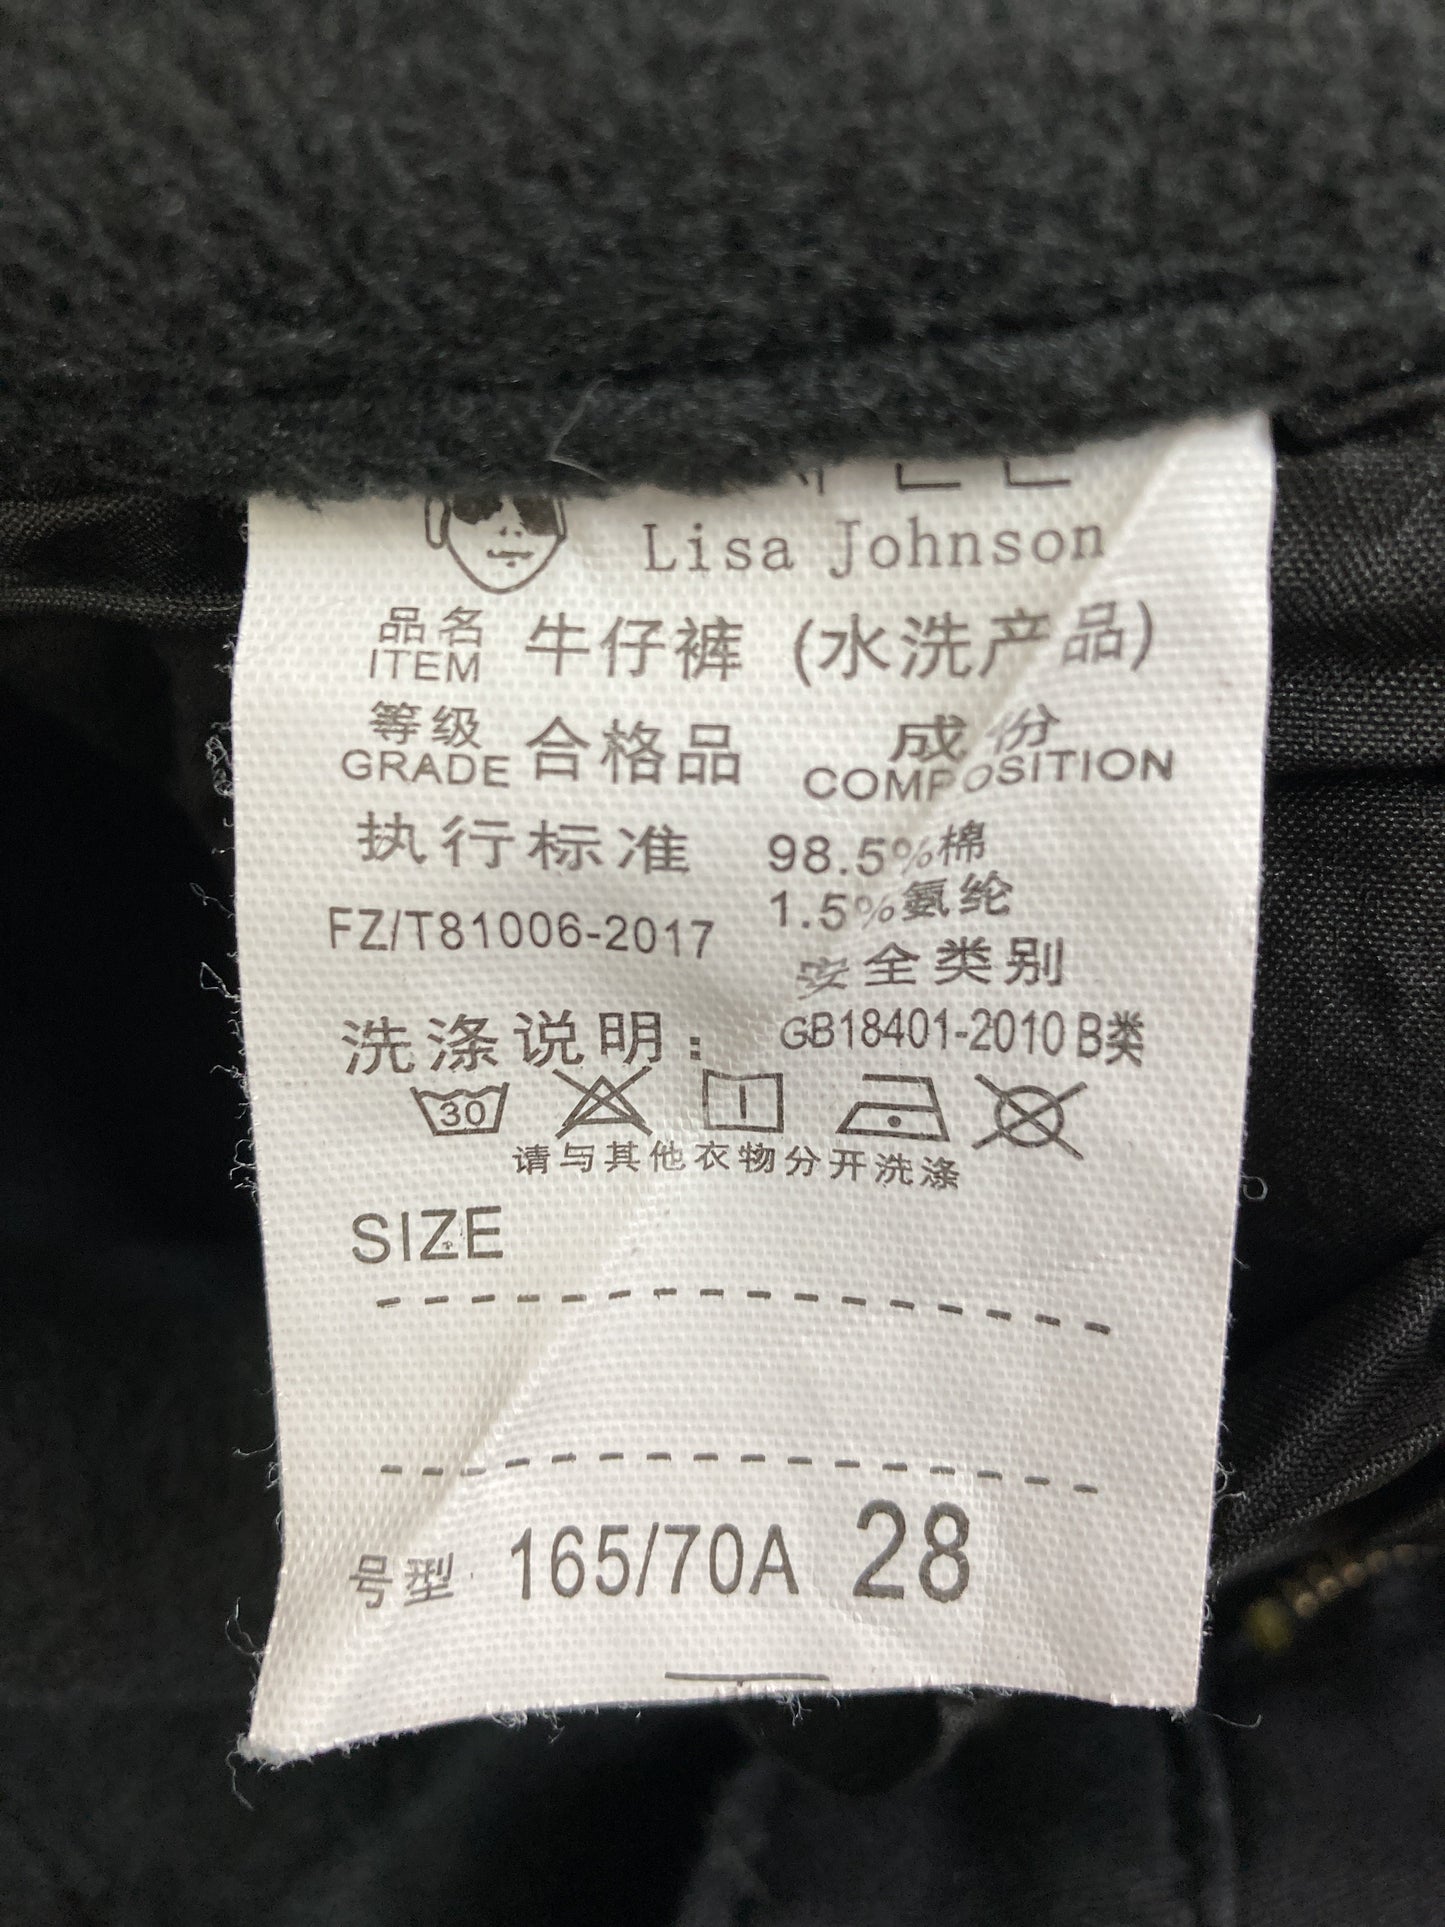 Lisa Johnson
品名 牛仔裤 (水洗产品)
ITEM
等级 合格品
GRADE
成份
COMPOSITION
执行标准
98.5%棉
FZ/T81006-2017
1.5%氨纶
安全类别
洗涤说明：
GB18401-2010 B类
30
请与其他衣物分开洗涤
SIZE
号型 165/70A 28